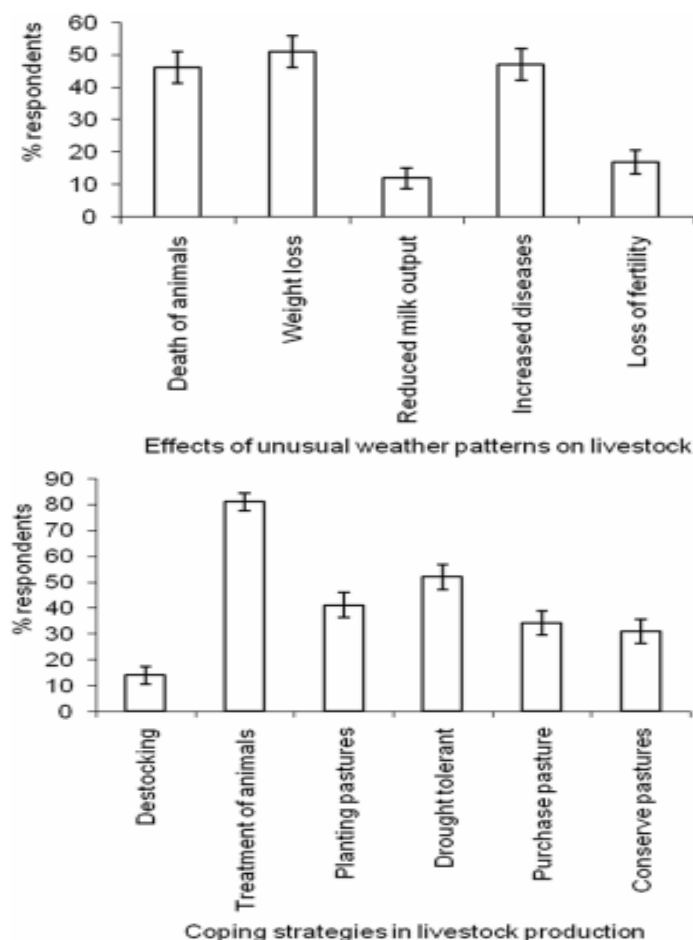 % respondents
60
50
40
30
20
10
0
Death of animals
Weight loss
Reduced milk output
Increased diseases
Loss of fertility
Effects of unusual weather patterns on livestock
% respondents
90
80
70
60
50
40
30
20
10
0
Destocking
Treatment of animals
Planting pastures
Drought tolerant
Purchase pasture
Conserve pastures
Coping strategies in livestock production